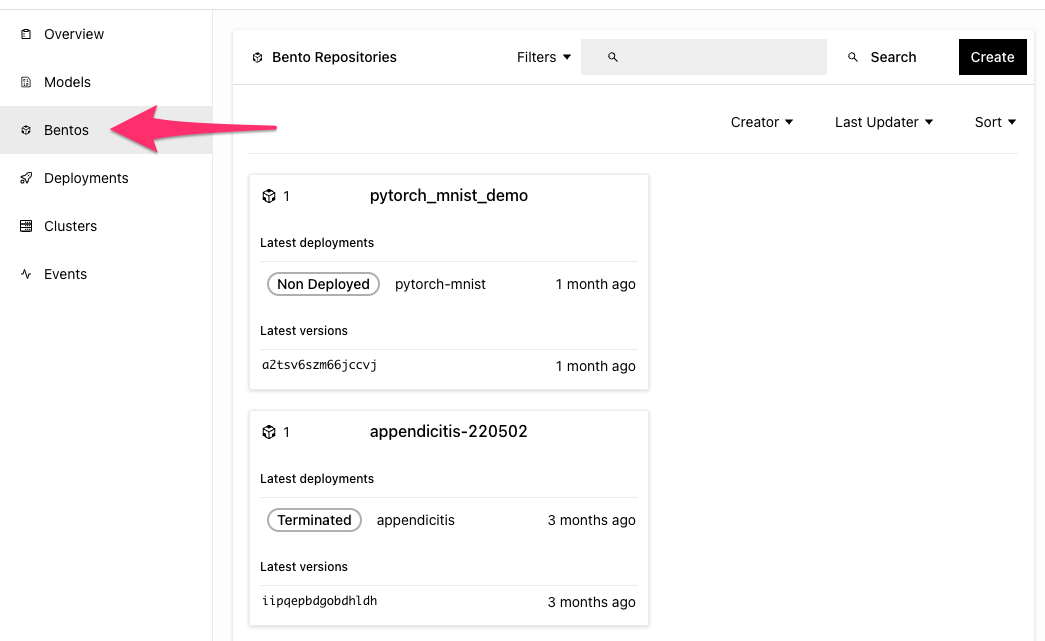 Overview
Models
Bentos
Deployments
Clusters
Events
Bento Repositories Filters Search Create
Creator Last Updater Sort
1 pytorch_mnist_demo
Latest deployments
Non Deployed pytorch-mnist 1 month ago
Latest versions
a2tsv6szm66jccvj 1 month ago
1 appendicitis-220502
Latest deployments
Terminated appendicitis 3 months ago
Latest versions
iipqepbdgobdhldh 3 months ago